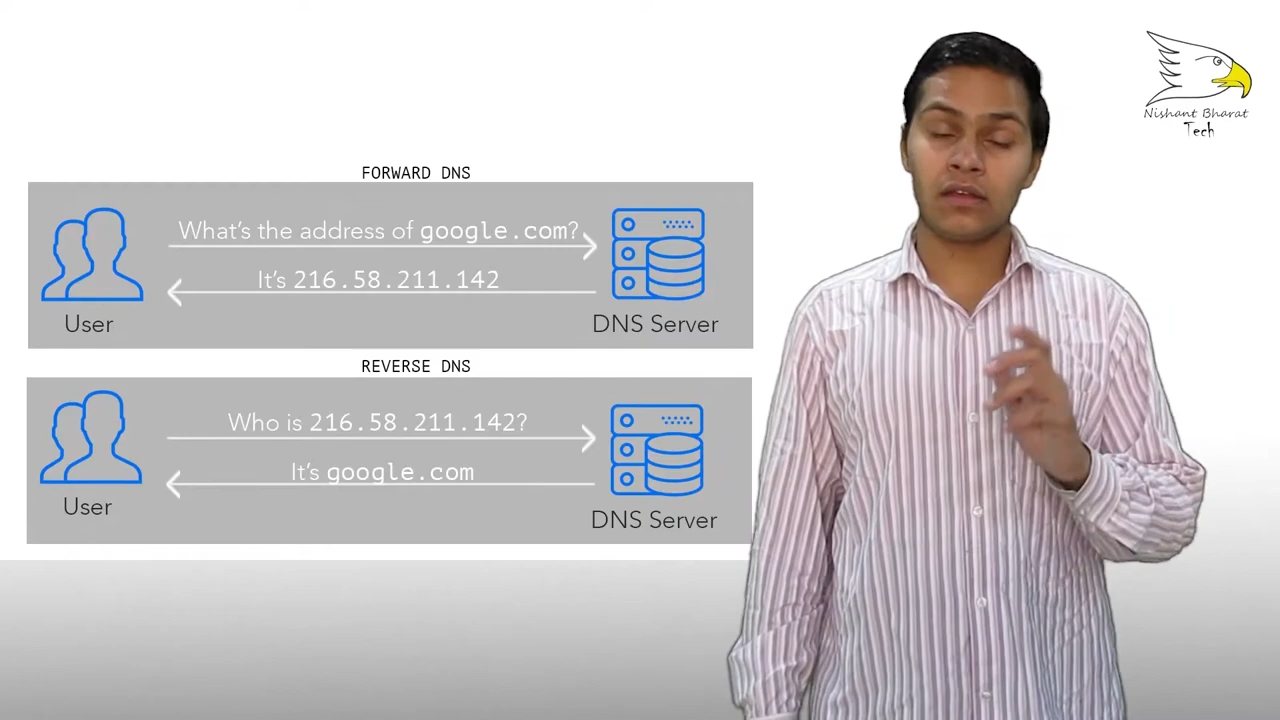 Nishant Bharat
Tech
FORWARD DNS
What's the address of google.com?
It's 216.58.211.142
User
DNS Server
REVERSE DNS
Who is 216.58.211.142?
It's google.com
User
DNS Server